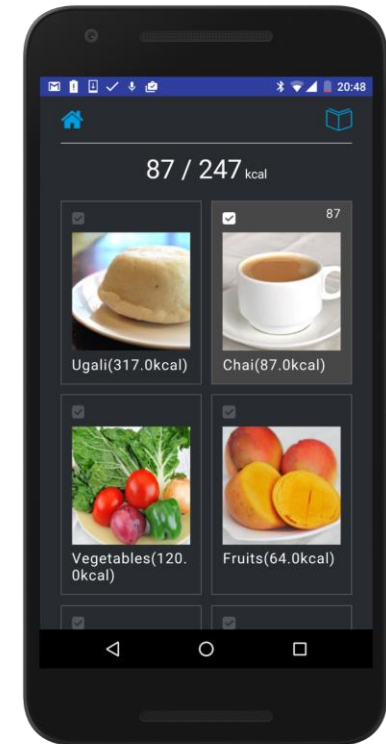 20:48
87 / 247 kcal
87
Ugali(317.0kcal)
Chai(87.0kcal)
Vegetables(120.
0kcal)
Fruits(64.0kcal)